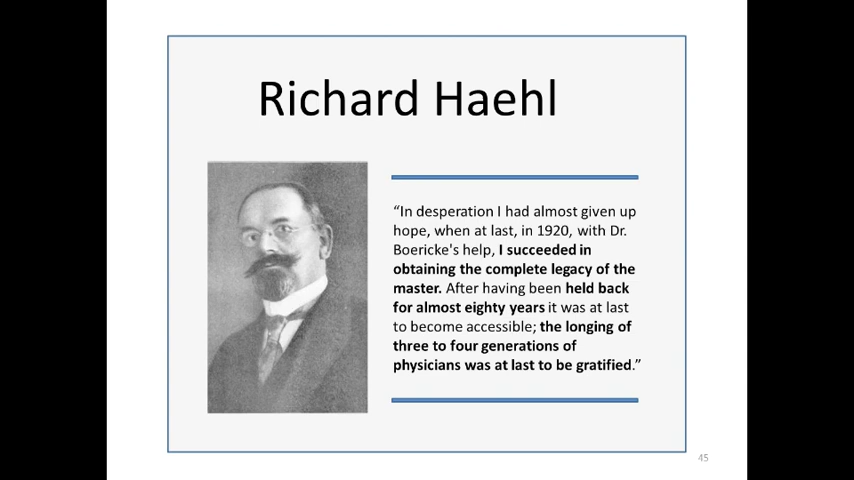 Richard Haehl
“In desperation I had almost given up
hope, when at last, in 1920, with Dr.
Boericke's help, I succeeded in
obtaining the complete legacy of the
master. After having been held back
for almost eighty years it was at last
to become accessible; the longing of
three to four generations of
physicians was at last to be gratified.”
45